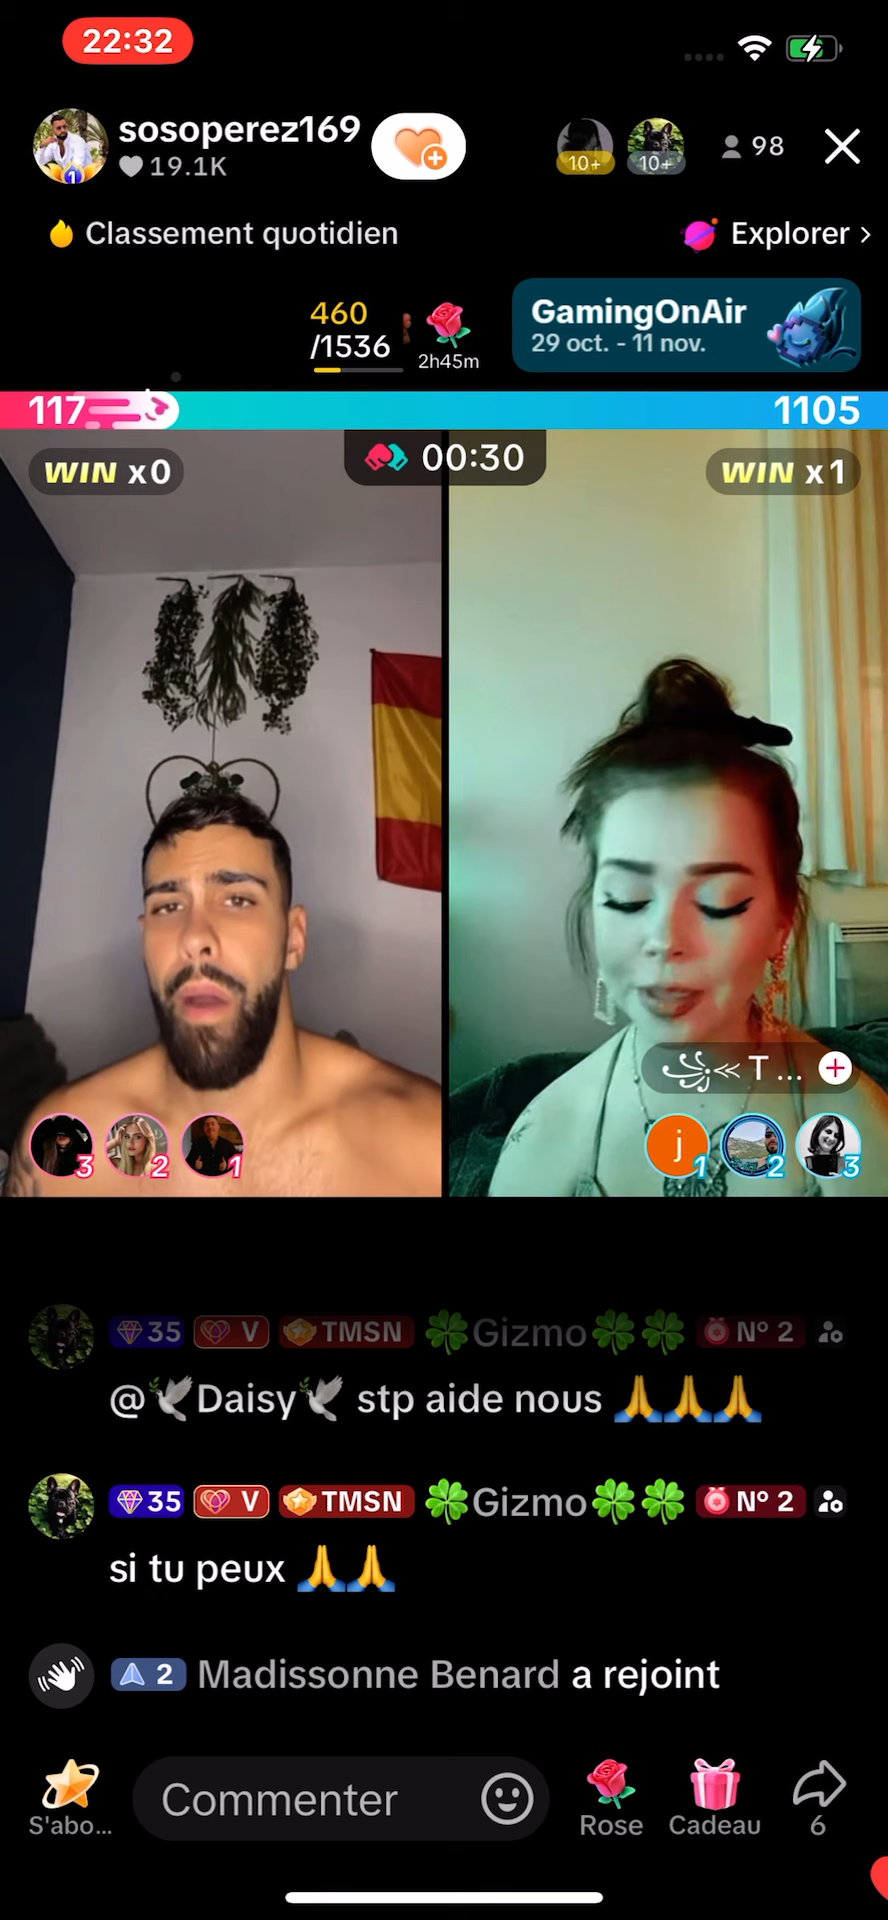 22:32
sosoperez169
19.1K
10+
10+
98
1
Classement quotidien
Explorer >
460
/1536
2h45m
GamingOnAir
29 oct. - 11 nov.
117
1105
WIN x0
00:30
WIN x1
T ...
3
2
1
j
1
2
3
35 V TMSN 🍀Gizmo🍀🍀 Nº 2
@🕊️Daisy🕊️ stp aide nous 🙏🙏🙏
35 V TMSN 🍀Gizmo🍀🍀 Nº 2
si tu peux 🙏🙏
2 Madissonne Benard a rejoint
S'abo...
Commenter
Rose
Cadeau
6